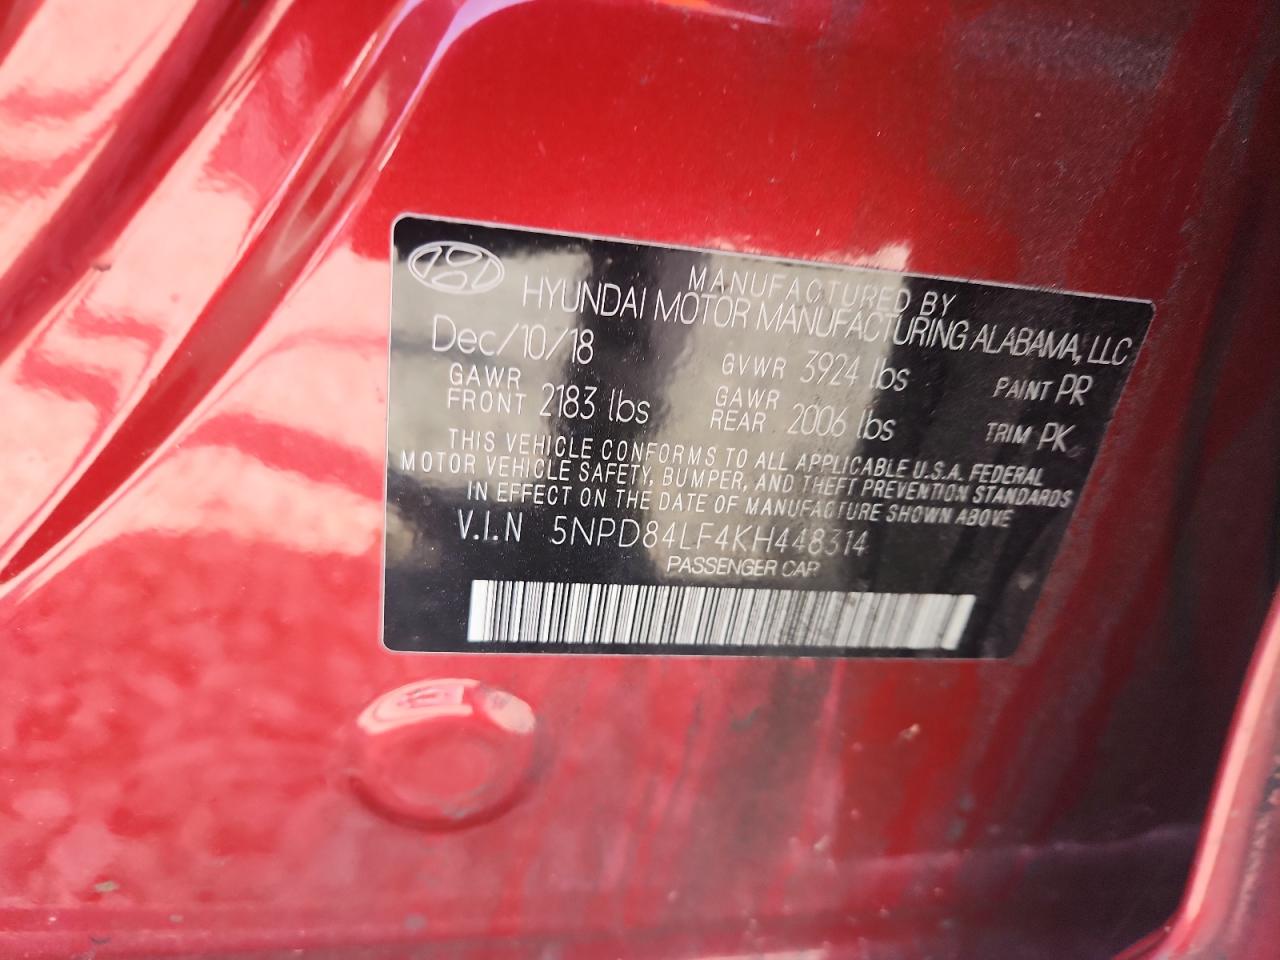 MANUFACTURED BY
HYUNDAI MOTOR MANUFACTURING ALABAMA, LLC
Dec/10/18 GVWR 3924 lbs PAINT PR
GAWR FRONT 2183 lbs GAWR REAR 2006 lbs TRIM PK
THIS VEHICLE CONFORMS TO ALL APPLICABLE U.S.A. FEDERAL
MOTOR VEHICLE SAFETY, BUMPER, AND THEFT PREVENTION STANDARDS
IN EFFECT ON THE DATE OF MANUFACTURE SHOWN ABOVE
V.I.N 5NPD84LF4KH448314
PASSENGER CAR